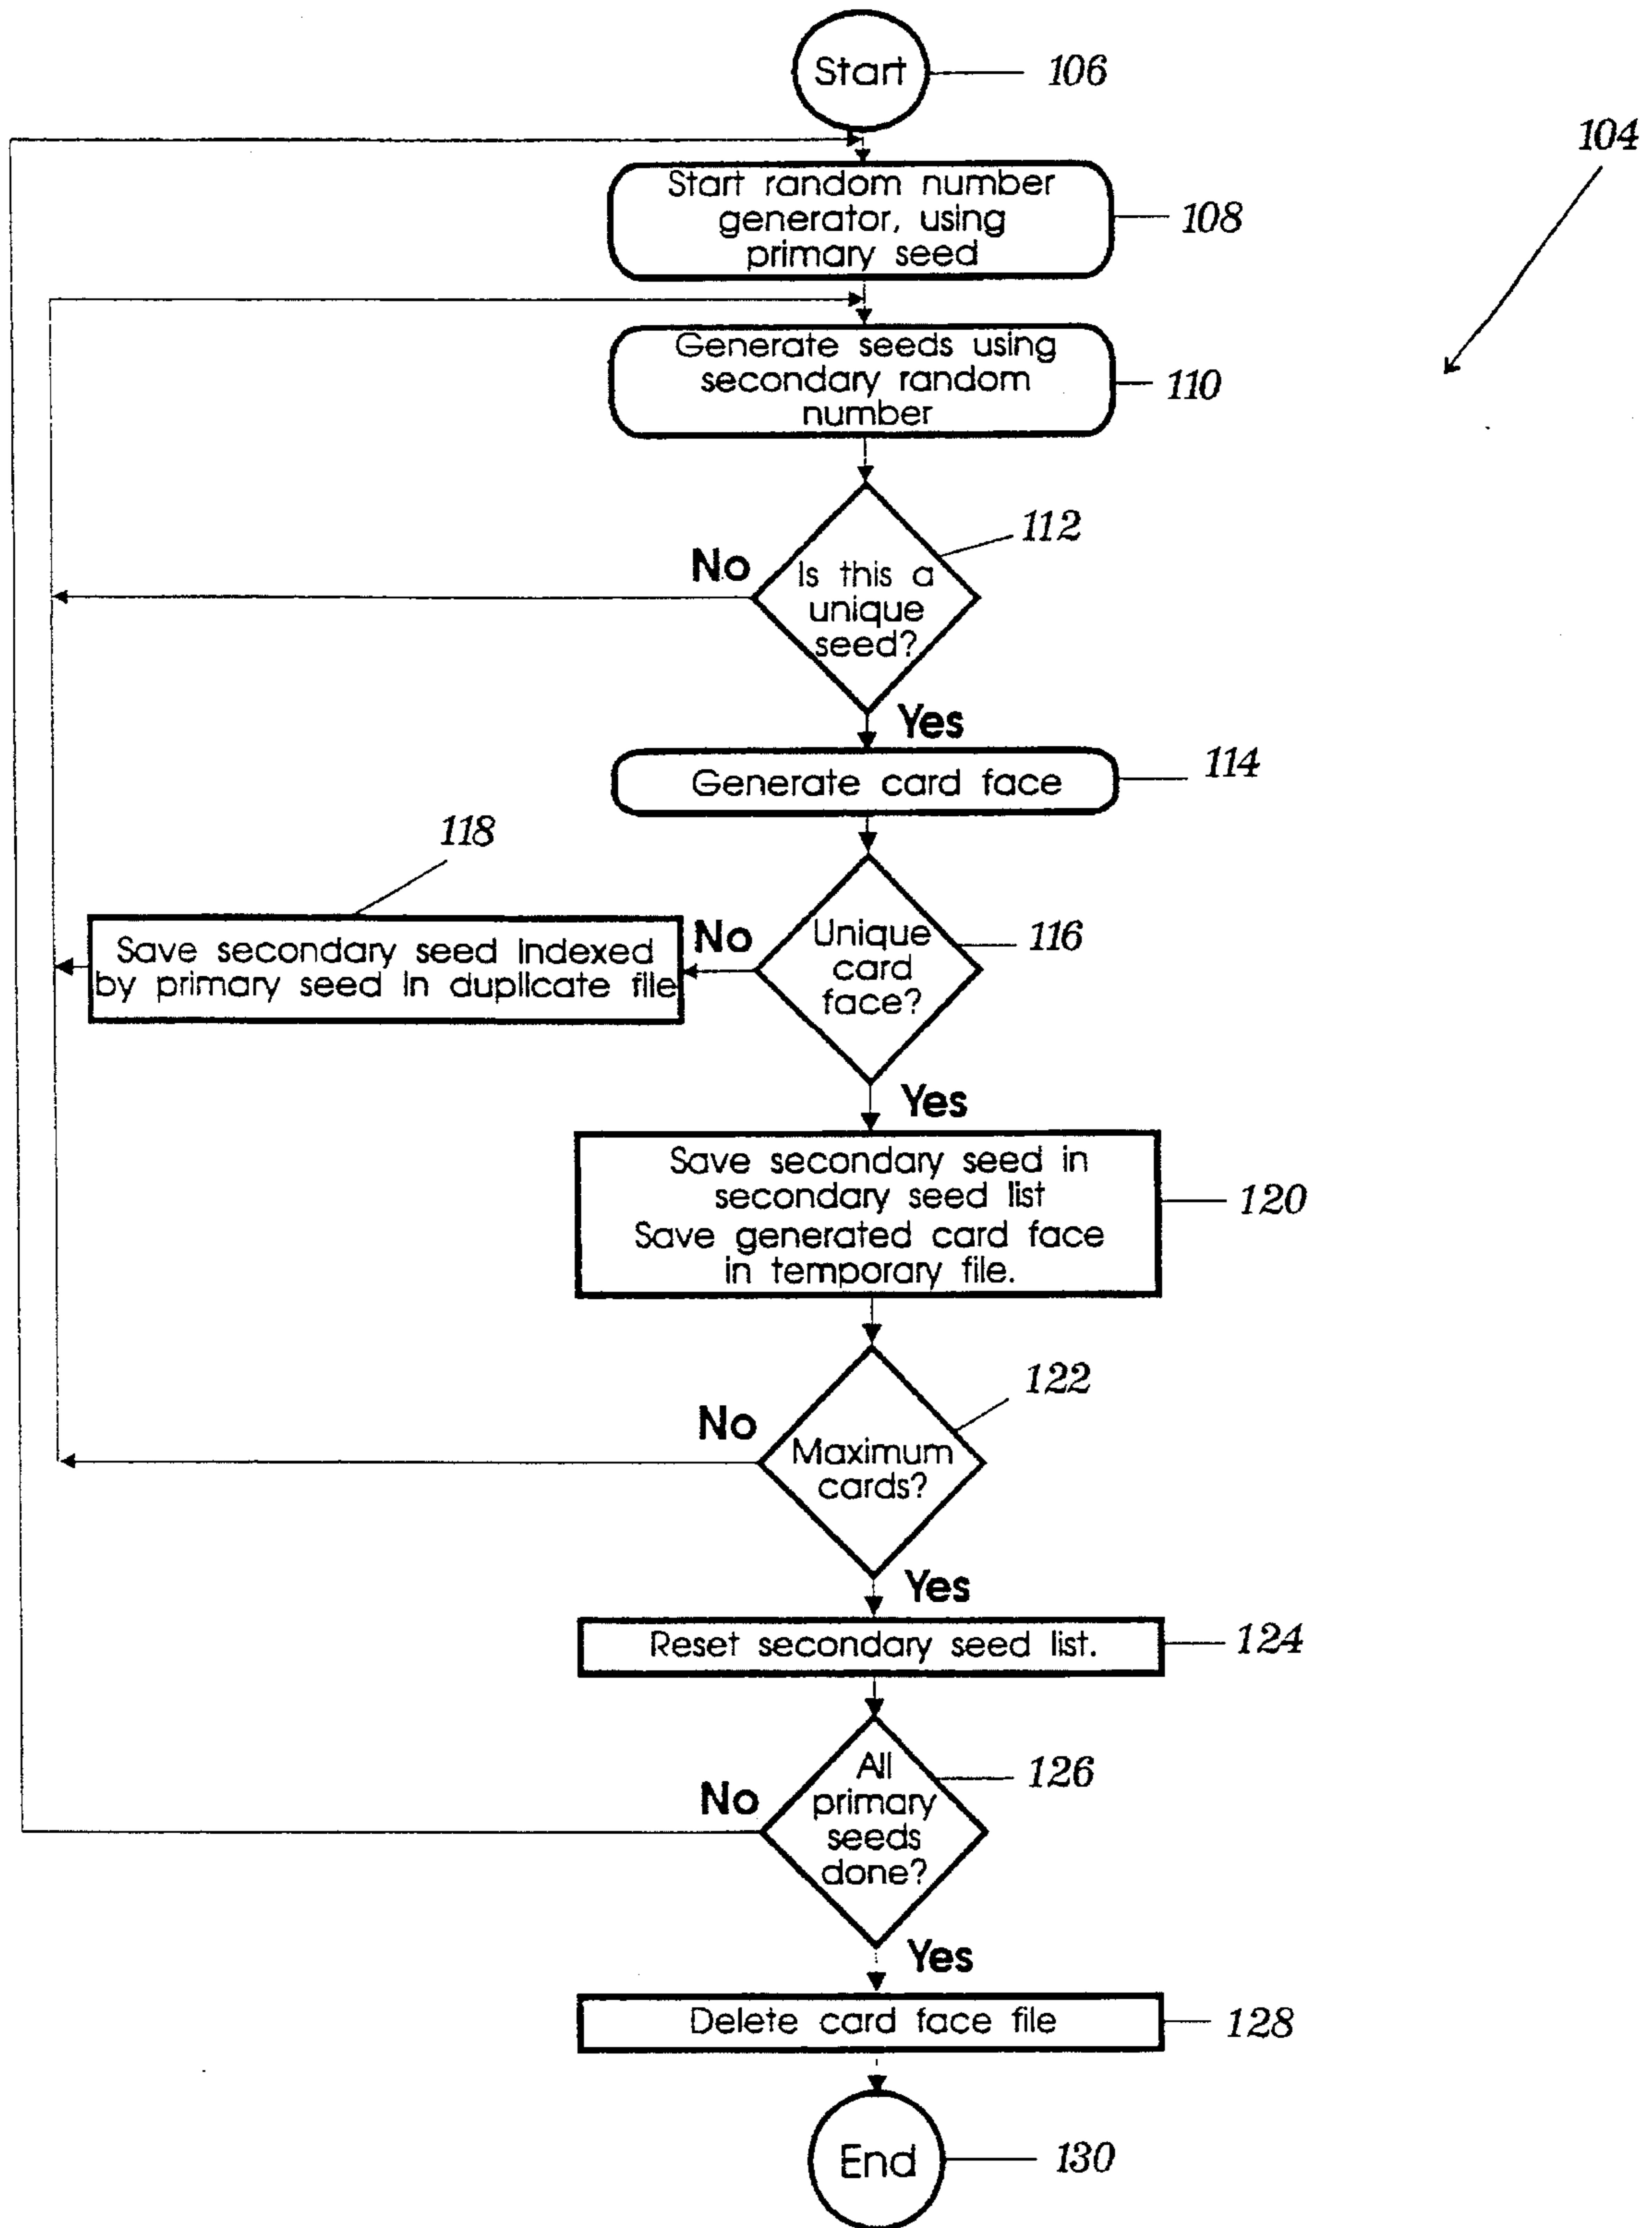 Start
106
104
Start random number
generator, using
primary seed
108
Generate seeds using
secondary random
number
110
112
No
Is this a
unique
seed?
Yes
Generate card face
114
118
Save secondary seed indexed
by primary seed in duplicate file
No
Unique
card
face?
116
Yes
Save secondary seed in
secondary seed list
Save generated card face
in temporary file.
120
122
No
Maximum
cards?
Yes
Reset secondary seed list.
124
No
All
primary
seeds
done?
126
Yes
Delete card face file
128
End
130